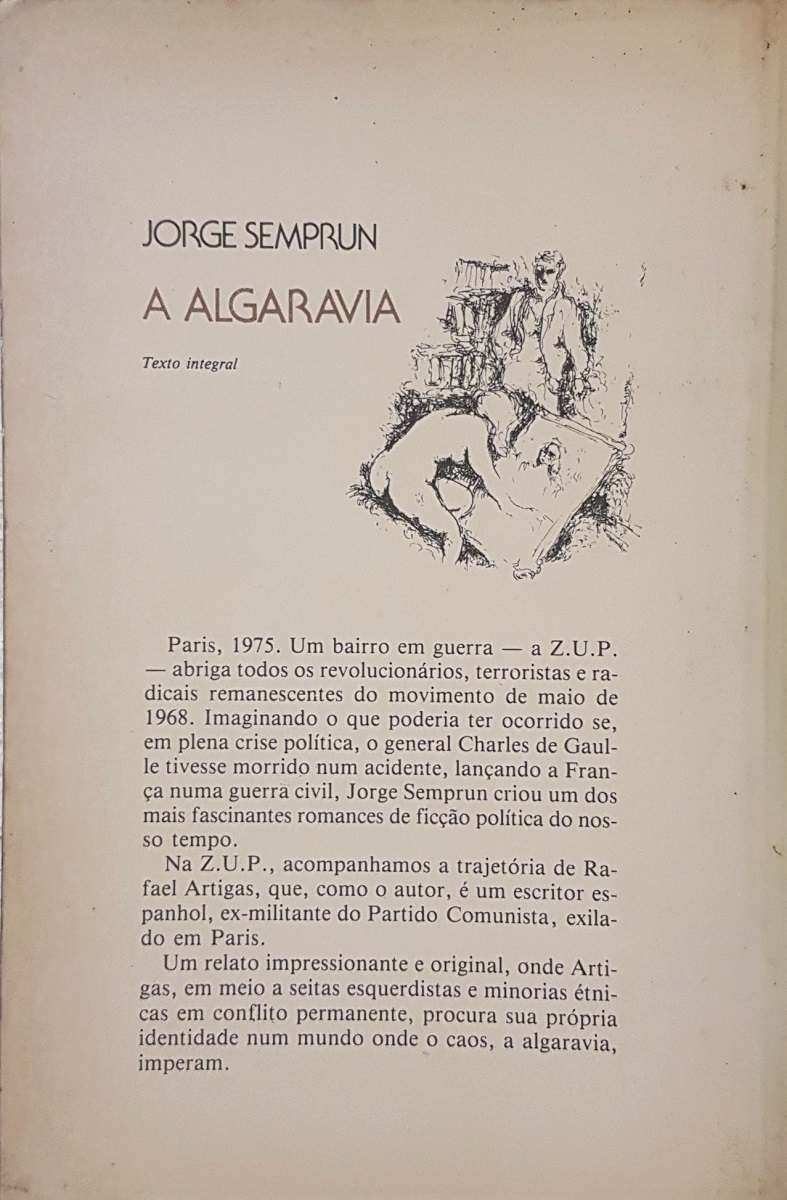 JORGE SEMPRUN
A ALGARAVIA
Texto integral
Paris, 1975. Um bairro em guerra — a Z.U.P.
— abriga todos os revolucionários, terroristas e ra-
dicais remanescentes do movimento de maio de
1968. Imaginando o que poderia ter ocorrido se,
em plena crise política, o general Charles de Gaul-
le tivesse morrido num acidente, lançando a Fran-
ça numa guerra civil, Jorge Semprun criou um dos
mais fascinantes romances de ficção política do nos-
so tempo.
Na Z.U.P., acompanhamos a trajetória de Ra-
fael Artigas, que, como o autor, é um escritor es-
panhol, ex-militante do Partido Comunista, exila-
do em Paris.
Um relato impressionante e original, onde Arti-
gas, em meio a seitas esquerdistas e minorias étni-
cas em conflito permanente, procura sua própria
identidade num mundo onde o caos, a algaravia,
imperam.